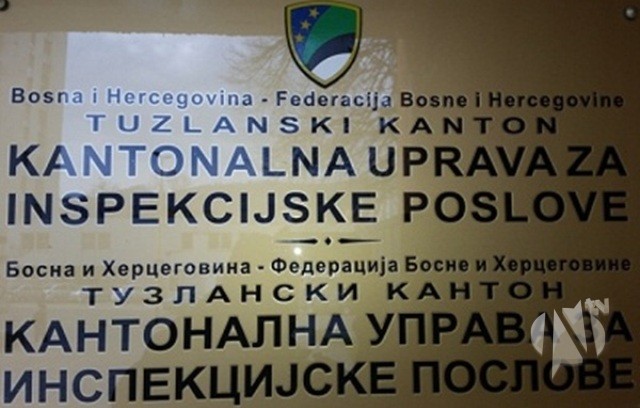 Bosna i Hercegovina - Federacija Bosne i Hercegovine
TUZLANSKI KANTON
KANTONALNA UPRAVA ZA
INSPEKCIJSKE POSLOVE
Босна и Херцеговина - Федерација Босне и Херцеговине
ТУЗЛАНСКИ КАНТОН
КАНТОНАЛНА УПРАВА ЗА
ИНСПЕКЦИЈСКЕ ПОСЛОВЕ
tv